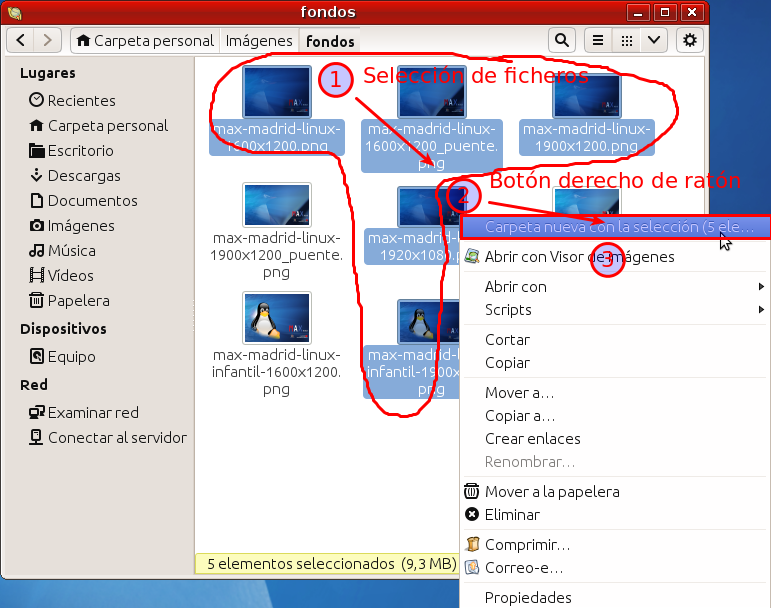 fondos
Carpeta personal
Imágenes
fondos
Lugares
Recientes
Carpeta personal
Escritorio
Descargas
Documentos
Imágenes
Música
Vídeos
Papelera
Dispositivos
Equipo
Red
Examinar red
Conectar al servidor
1 Selección de ficheros
max-madrid-linux-
1600x1200.png
max-madrid-linux-
1600x1200_puente.
png
max-madrid-linux-
1900x1200.png
2 Botón derecho de ratón
max-madrid-linux-
1900x1200_puente.
png
max-madrid-l
1920x1080.p
max-madrid-linux-
infantil-1600x1200.
png
max-madrid-l
infantil-1900x
png
5 elementos seleccionados (9,3 MB)
Carpeta nueva con la selección (5 ele...
3
Abrir con Visor de imágenes
Abrir con
Scripts
Cortar
Copiar
Mover a...
Copiar a...
Crear enlaces
Renombrar...
Mover a la papelera
Eliminar
Comprimir...
Correo-e...
Propiedades